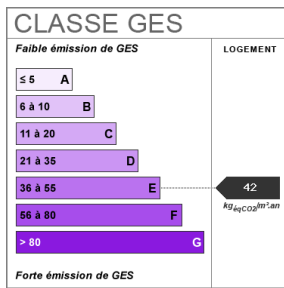 CLASSE GES
Faible émission de GES
LOGEMENT
≤ 5 A
6 à 10 B
11 à 20 C
21 à 35 D
36 à 55 E
42
kgéqCO2/m².an
56 à 80 F
> 80 G
Forte émission de GES